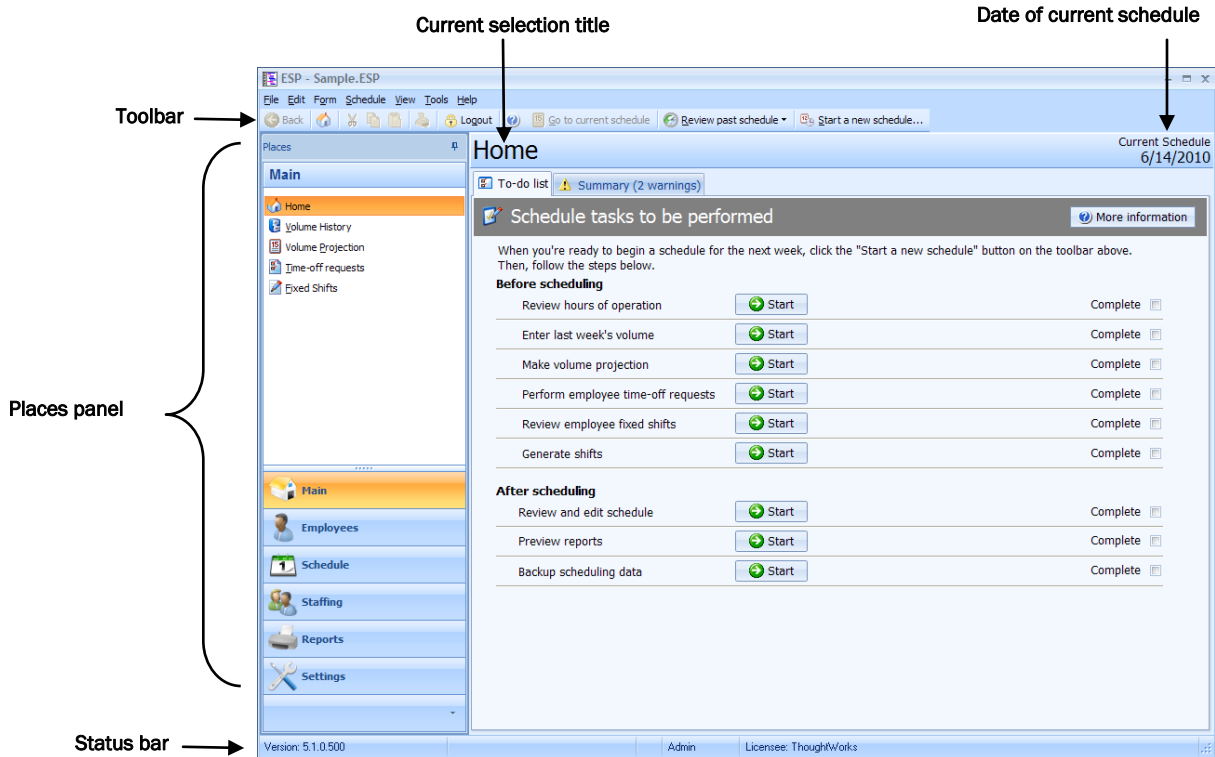 Current selection title
Date of current schedule
ESP - Sample.ESP
File Edit Form Schedule View Tools Help
Toolbar
Back Logout Go to current schedule Review past schedule Start a new schedule...
Places
Home
Current Schedule
6/14/2010
Main
To-do list Summary (2 warnings)
Home
Schedule tasks to be performed More information
Volume History
Volume Projection
Time-off requests
Fixed Shifts
When you're ready to begin a schedule for the next week, click the "Start a new schedule" button on the toolbar above.
Then, follow the steps below.
Before scheduling
Review hours of operation Start Complete
Enter last week's volume Start Complete
Make volume projection Start Complete
Perform employee time-off requests Start Complete
Places panel
Review employee fixed shifts Start Complete
Generate shifts Start Complete
Main
Employees
Schedule
Staffing
Reports
Settings
After scheduling
Review and edit schedule Start Complete
Preview reports Start Complete
Backup scheduling data Start Complete
Status bar
Version: 5.1.0.500 Admin Licensee: ThoughtWorks